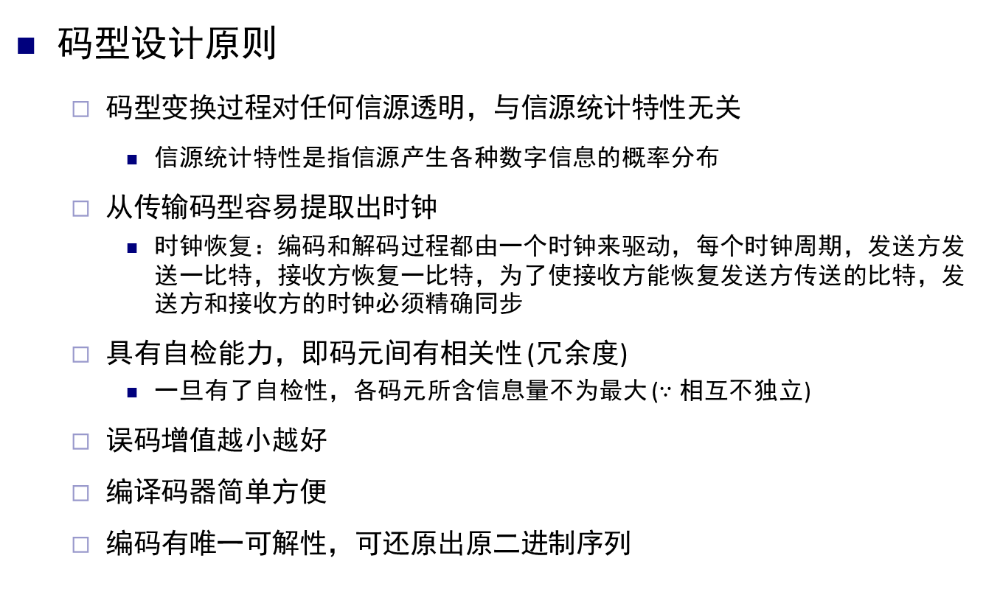 码型设计原则
码型变换过程对任何信源透明，与信源统计特性无关
信源统计特性是指信源产生各种数字信息的概率分布
从传输码型容易提取出时钟
时钟恢复：编码和解码过程都由一个时钟来驱动，每个时钟周期，发送方发
送一比特，接收方恢复一比特，为了使接收方能恢复发送方传送的比特，发
送方和接收方的时钟必须精确同步
具有自检能力，即码元间有相关性(冗余度)
一旦有了自检性，各码元所含信息量不为最大(∵ 相互不独立)
误码增值越小越好
编译码器简单方便
编码有唯一可解性，可还原出原二进制序列